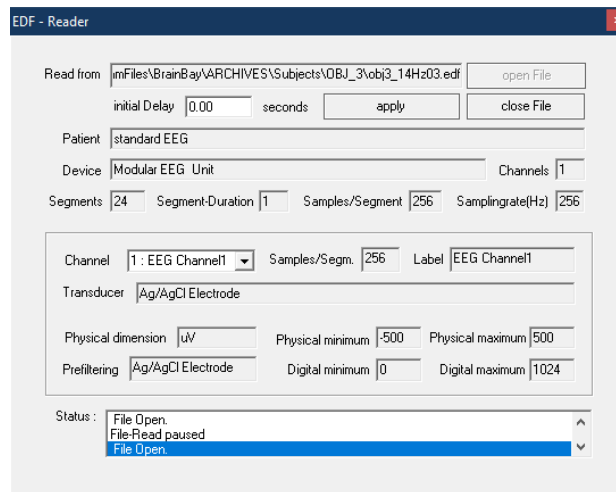 EDF - Reader
Read from ımFiles\BrainBay\ARCHIVES\Subjects\OBJ_3\obj3_14Hz03.edf open File
initial Delay 0.00 seconds apply close File
Patient standard EEG
Device Modular EEG Unit Channels 1
Segments 24 Segment-Duration 1 Samples/Segment 256 Samplingrate(Hz) 256
Channel 1 : EEG Channel1 Samples/Segm. 256 Label EEG Channel1
Transducer Ag/AgCl Electrode
Physical dimension uV Physical minimum -500 Physical maximum 500
Prefiltering Ag/AgCl Electrode Digital minimum 0 Digital maximum 1024
Status : File Open.
File-Read paused
File Open.